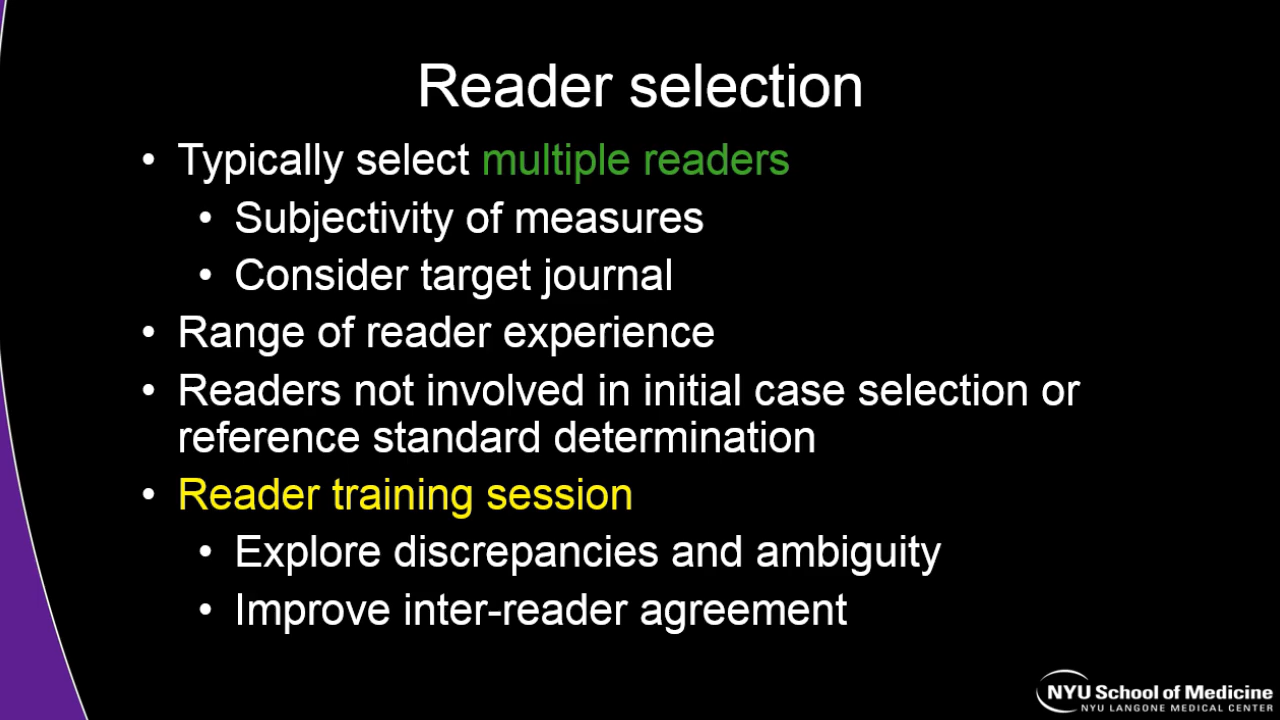 Reader selection
• Typically select multiple readers
• Subjectivity of measures
• Consider target journal
• Range of reader experience
• Readers not involved in initial case selection or
reference standard determination
• Reader training session
• Explore discrepancies and ambiguity
• Improve inter-reader agreement
NYU School of Medicine
NYU LANGONE MEDICAL CENTER